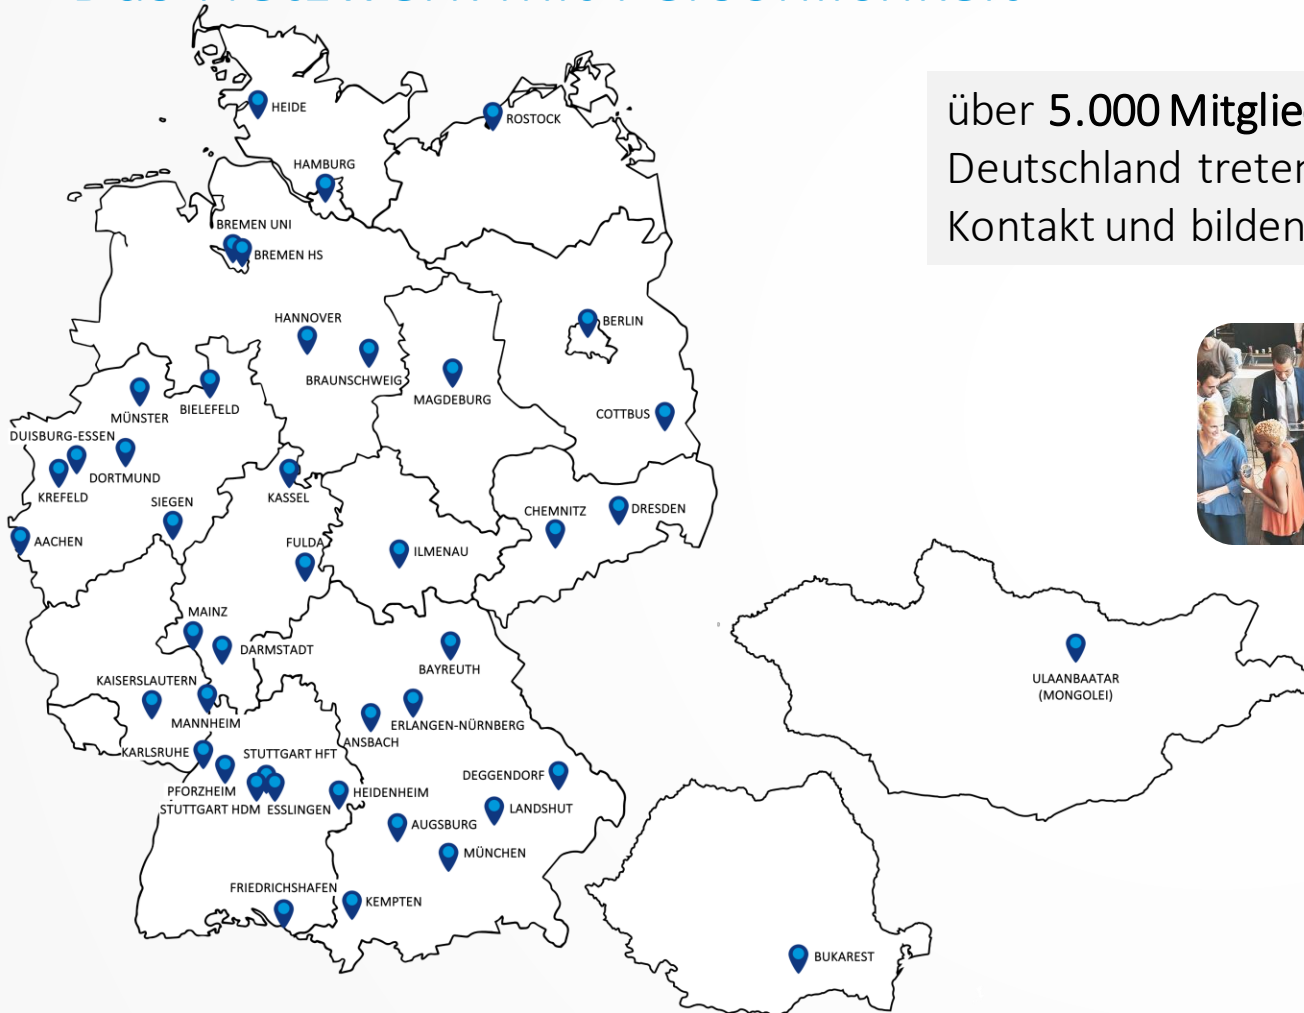 HEIDE
ROSTOCK
HAMBURG
BREMEN UNI
BREMEN HS
HANNOVER
BERLIN
BRAUNSCHWEIG
MAGDEBURG
MÜNSTER
BIELEFELD
COTTBUS
DUISBURG-ESSEN
DORTMUND
KREFELD
KASSEL
SIEGEN
CHEMNITZ
DRESDEN
AACHEN
FULDA
ILMENAU
MAINZ
DARMSTADT
BAYREUTH
KAISERSLAUTERN
MANNHEIM
ERLANGEN-NÜRNBERG
ANSBACH
KARLSRUHE
STUTTGART HFT
PFORZHEIM
HEIDENHEIM
DEGGENDORF
STUTTGART HDM
ESSLINGEN
LANDSHUT
AUGSBURG
MÜNCHEN
FRIEDRICHSHAFEN
KEMPTEN
über 5.000 Mitglie
Deutschland treten
Kontakt und bilden
ULAANBAATAR
(MONGOLEI)
BUKAREST